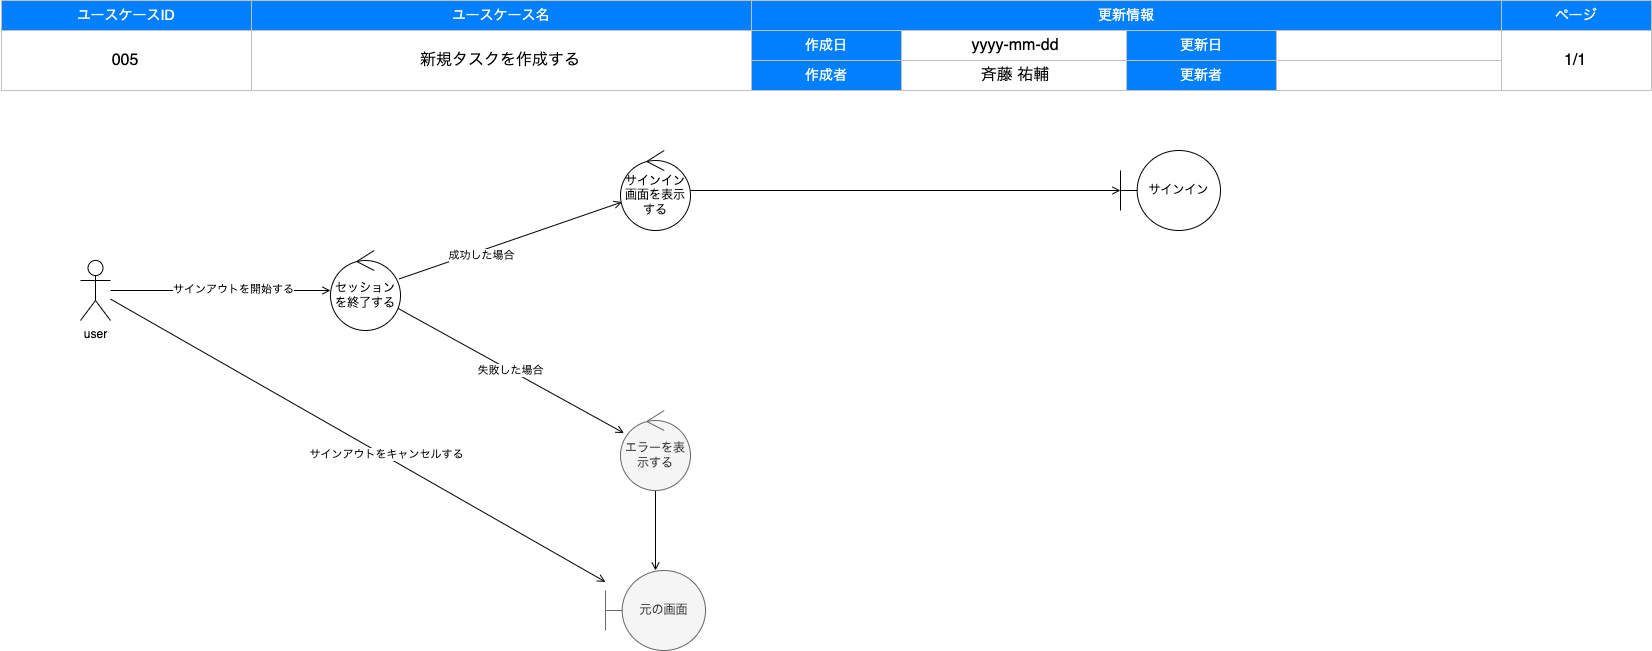 ユースケースID
ユースケース名
更新情報
ページ
005
新規タスクを作成する
作成日
yyyy-mm-dd
更新日
1/1
作成者
斉藤 祐輔
更新者
サインイン
画面を表示
する
サインイン
成功した場合
サインアウトを開始する
セッション
を終了する
user
失敗した場合
サインアウトをキャンセルする
エラーを表
示する
元の画面